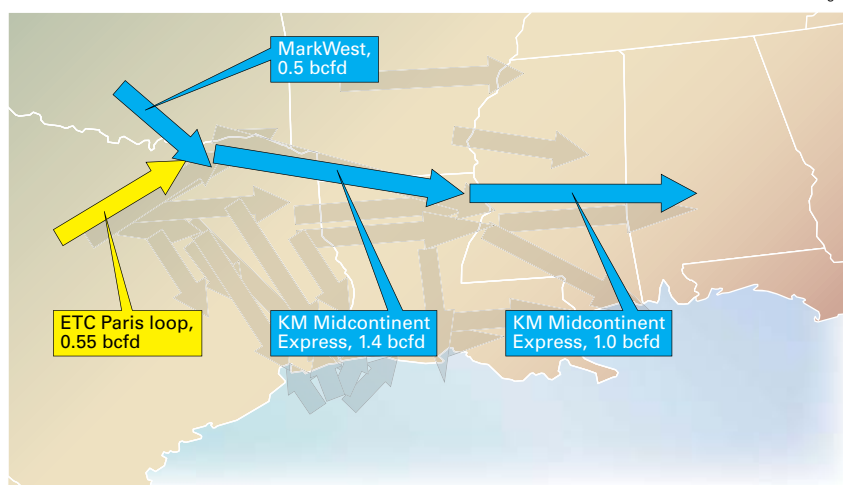 MarkWest,
0.5 bcfd
ETC Paris loop,
0.55 bcfd
KM Midcontinent
Express, 1.4 bcfd
KM Midcontinent
Express, 1.0 bcfd